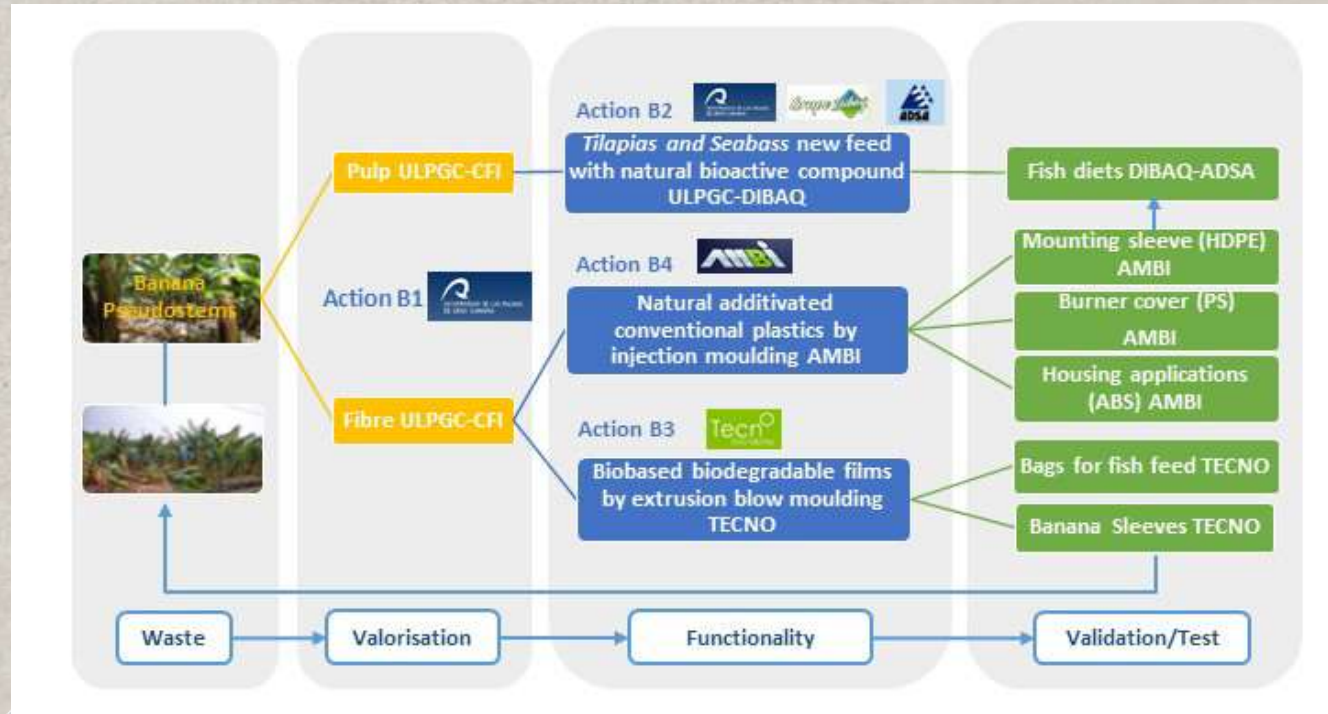 Action B2
ADSA
Tilapias and Seabass new feed
with natural bioactive compound
ULPGC-DIBAQ
Pulp ULPGC-CFI
Fish diets DIBAQ-ADSA
Banana
Pseudostems
Action B1
Action B4
AMBI
Natural additivated
conventional plastics by
injection moulding AMBI
Mounting sleeve (HDPE)
AMBI
Burner cover (PS)
AMBI
Housing applications
(ABS) AMBI
Fibre ULPGC-CFI
Action B3
Tecno
Biobased biodegradable films
by extrusion blow moulding
TECNO
Bags for fish feed TECNO
Banana Sleeves TECNO
Waste
Valorisation
Functionality
Validation/Test